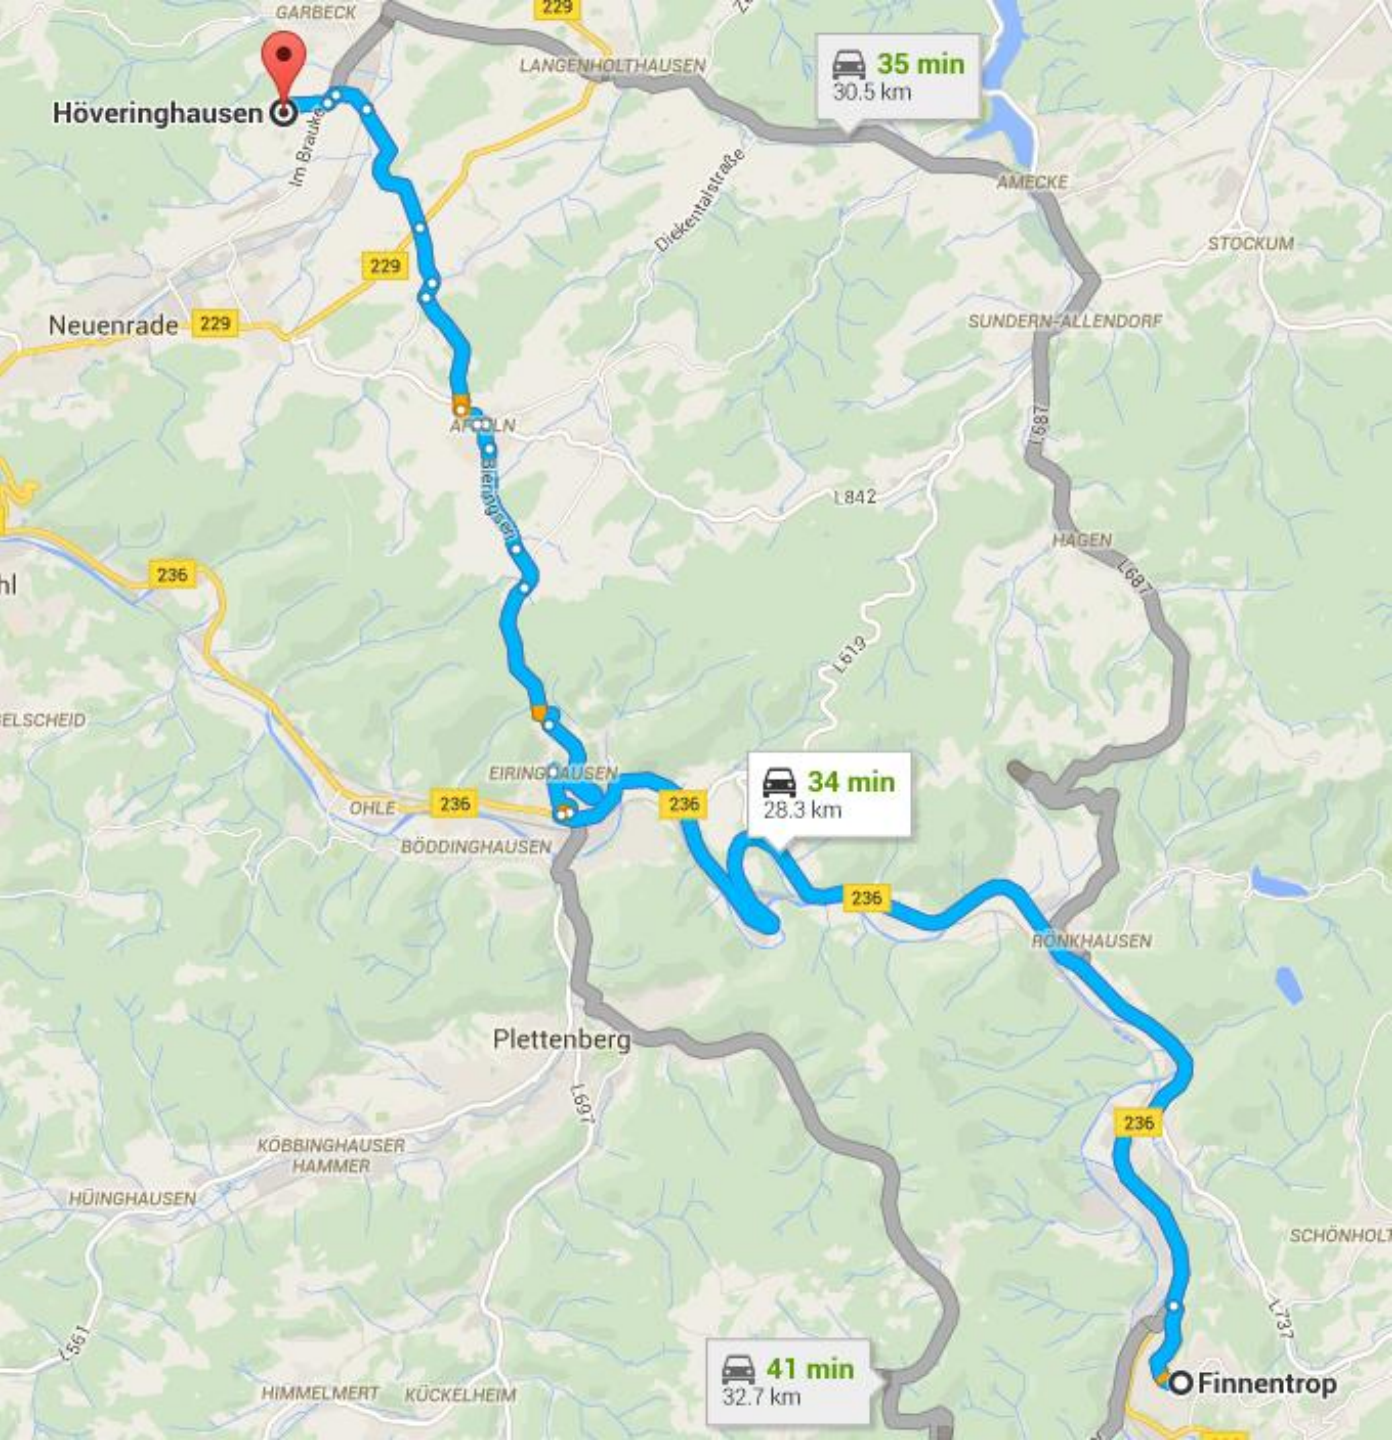 GARBECK
229
LANGENHOLTHAUSEN
35 min
30.5 km
Höveringhausen
Im Brauke
Diekentalstraße
AMECKE
STOCKUM
229
Neuenrade
229
SUNDERN-ALLENDORF
L687
Bieringsen
L842
HAGEN
L687
236
hl
L619
ELSCHEID
EIRINGHAUSEN
34 min
28.3 km
OHLE
236
236
BÖDDINGHAUSEN
236
RÖNKHAUSEN
Plettenberg
L697
236
KÖBBINGHAUSER
HAMMER
HÜINGHAUSEN
SCHÖNHOLT
L561
L737
41 min
32.7 km
HIMMELMERT
KÜCKELHEIM
Finnentrop